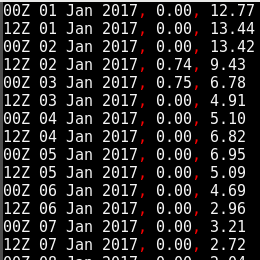 00Z 01 Jan 2017, 0.00, 12.77
12Z 01 Jan 2017, 0.00, 13.44
00Z 02 Jan 2017, 0.00, 13.42
12Z 02 Jan 2017, 0.74, 9.43
00Z 03 Jan 2017, 0.75, 6.78
12Z 03 Jan 2017, 0.00, 4.91
00Z 04 Jan 2017, 0.00, 5.10
12Z 04 Jan 2017, 0.00, 6.82
00Z 05 Jan 2017, 0.00, 6.95
12Z 05 Jan 2017, 0.00, 5.09
00Z 06 Jan 2017, 0.00, 4.69
12Z 06 Jan 2017, 0.00, 2.96
00Z 07 Jan 2017, 0.00, 3.21
12Z 07 Jan 2017, 0.00, 2.72